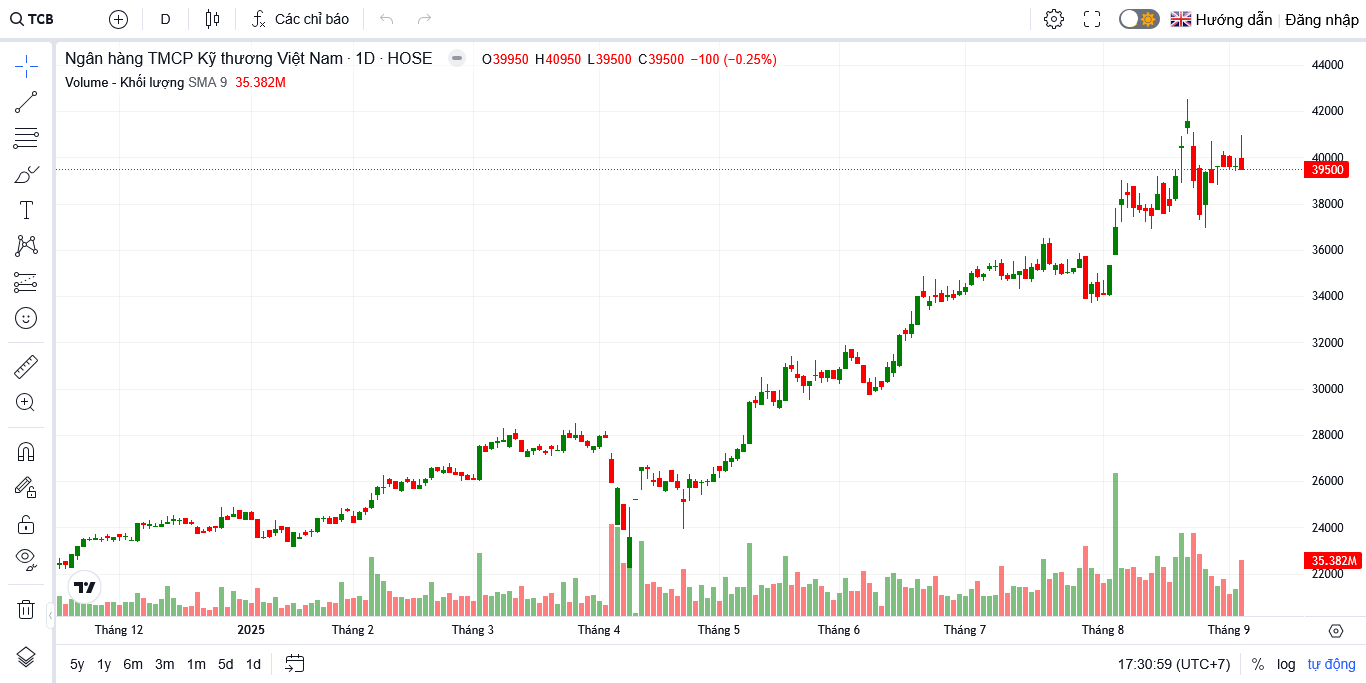 TCB D Các chỉ báo Hướng dẫn Đăng nhập
Ngân hàng TMCP Kỹ thương Việt Nam · 1D · HOSE O39950 H40950 L39500 C39500 −100 (−0.25%)
Volume - Khối lượng SMA 9 35.382M
44000
42000
40000
39500
38000
36000
34000
32000
30000
28000
26000
24000
35.382M
22000
Tháng 12 2025 Tháng 2 Tháng 3 Tháng 4 Tháng 5 Tháng 6 Tháng 7 Tháng 8 Tháng 9
5y 1y 6m 3m 1m 5d 1d 17:30:59 (UTC+7) % log tự động